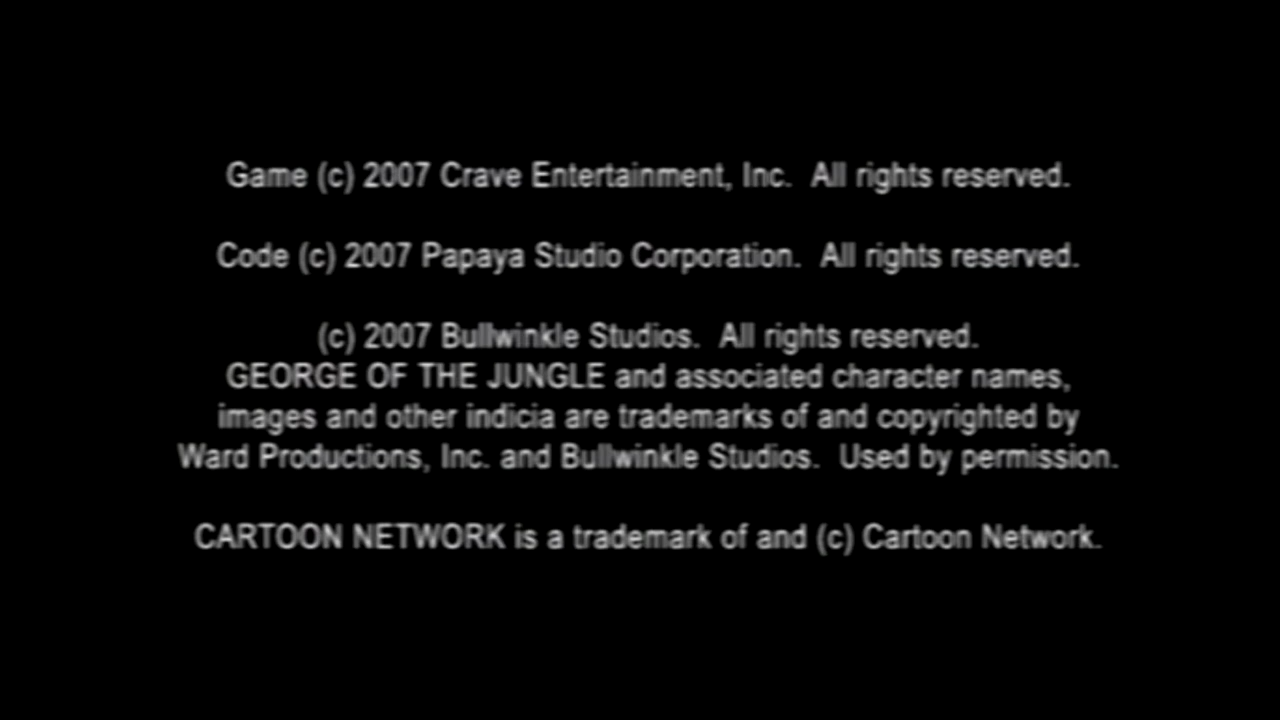 Game (c) 2007 Crave Entertainment, Inc.  All rights reserved.
Code (c) 2007 Papaya Studio Corporation.  All rights reserved.
(c) 2007 Bullwinkle Studios.  All rights reserved.
GEORGE OF THE JUNGLE and associated character names,
images and other indicia are trademarks of and copyrighted by
Ward Productions, Inc. and Bullwinkle Studios.  Used by permission.
CARTOON NETWORK is a trademark of and (c) Cartoon Network.